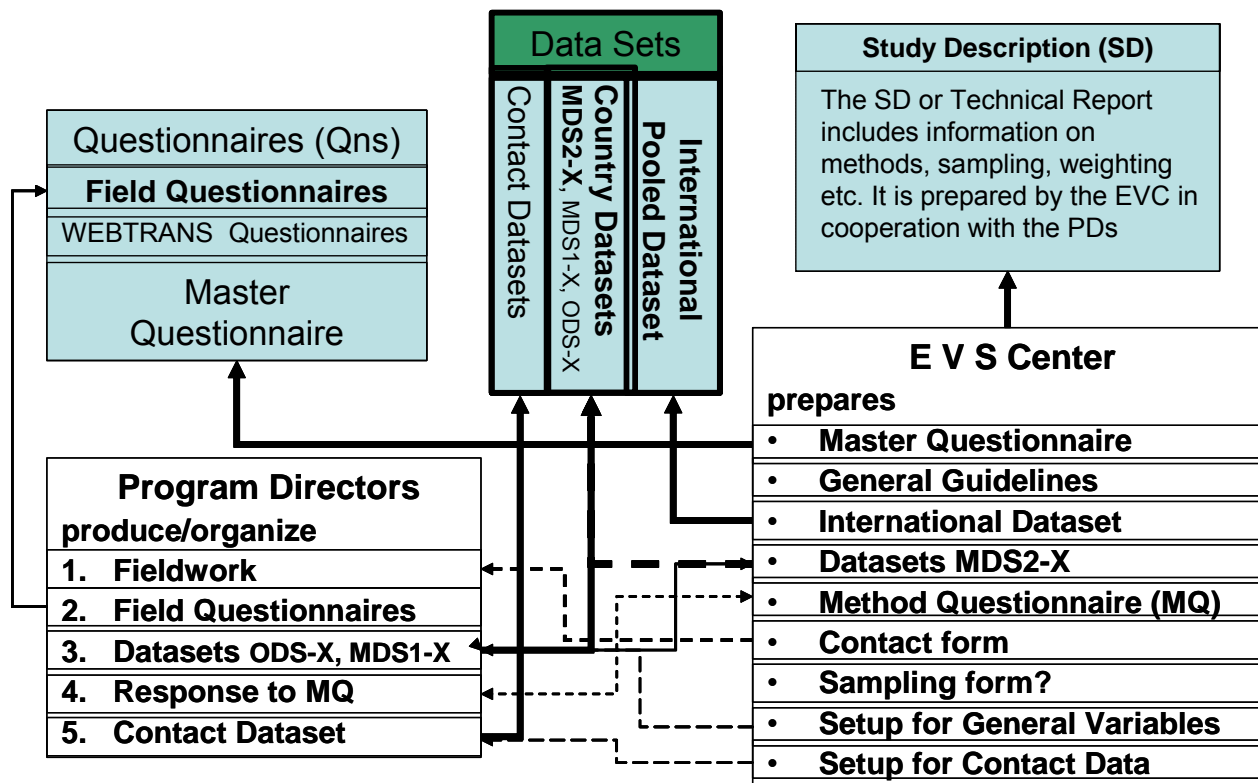 Data Sets
Contact Datasets
Country Datasets
MDS2-X, MDS1-X, ODS-X
International
Pooled Dataset
Study Description (SD)
The SD or Technical Report
includes information on
methods, sampling, weighting
etc. It is prepared by the EVC in
cooperation with the PDs
Questionnaires (Qns)
Field Questionnaires
WEBTRANS Questionnaires
Master
Questionnaire
Program Directors
produce/organize
1. Fieldwork
2. Field Questionnaires
3. Datasets ODS-X, MDS1-X
4. Response to MQ
5. Contact Dataset
E V S Center
prepares
• Master Questionnaire
• General Guidelines
• International Dataset
• Datasets MDS2-X
• Method Questionnaire (MQ)
• Contact form
• Sampling form?
• Setup for General Variables
• Setup for Contact Data